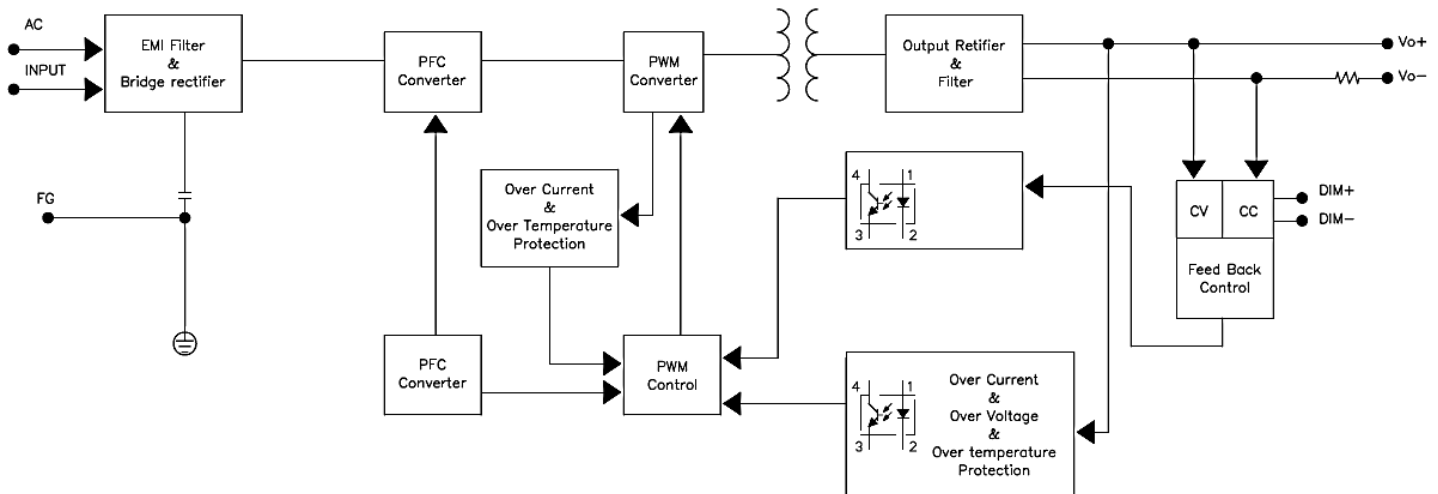 AC
INPUT
FG
EMI Filter
&
Bridge rectifier
PFC
Converter
PWM
Converter
Output Retifier
&
Filter
Vo+
Vo-
Over Current
&
Over Temperature
Protection
4 1
3 2
CV CC
DIM+
DIM-
Feed Back
Control
PFC
Converter
PWM
Control
4 1
3 2
Over Current
&
Over Voltage
&
Over temperature
Protection